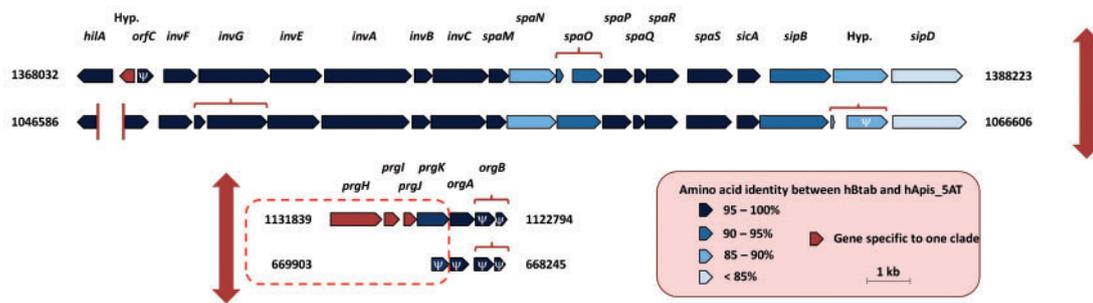 Hyp. spaN spaP spaR
hilA orfC invF invG invE invA invB invC spaM spaO spaQ spaS sicA sipB Hyp. sipD
1368032 Ψ 1388223
1046586 Ψ 1066606
prgI prgK orgB
prgH prgJ orgA
1131839 Ψ Ψ 1122794
669903 Ψ Ψ Ψ Ψ 668245
Amino acid identity between hBtab and hApis_5AT
95 – 100%
90 – 95%
85 – 90%
< 85%
Gene specific to one clade
1 kb